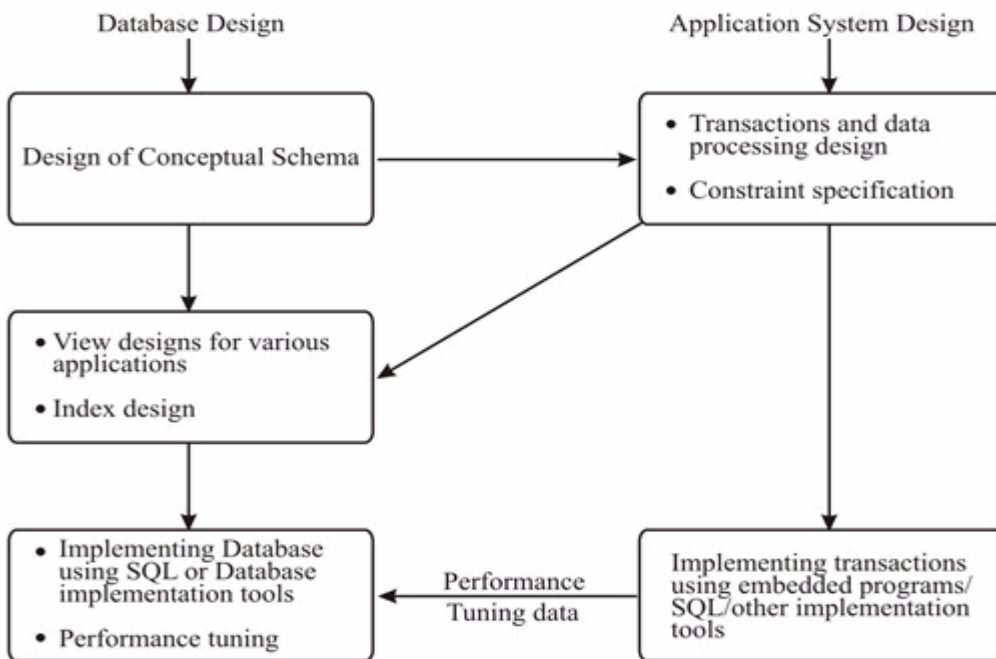 Database Design
Application System Design
Design of Conceptual Schema
• Transactions and data
processing design
• Constraint specification
• View designs for various
applications
• Index design
• Implementing Database
using SQL or Database
implementation tools
• Performance tuning
Performance
Tuning data
Implementing transactions
using embedded programs/
SQL/other implementation
tools